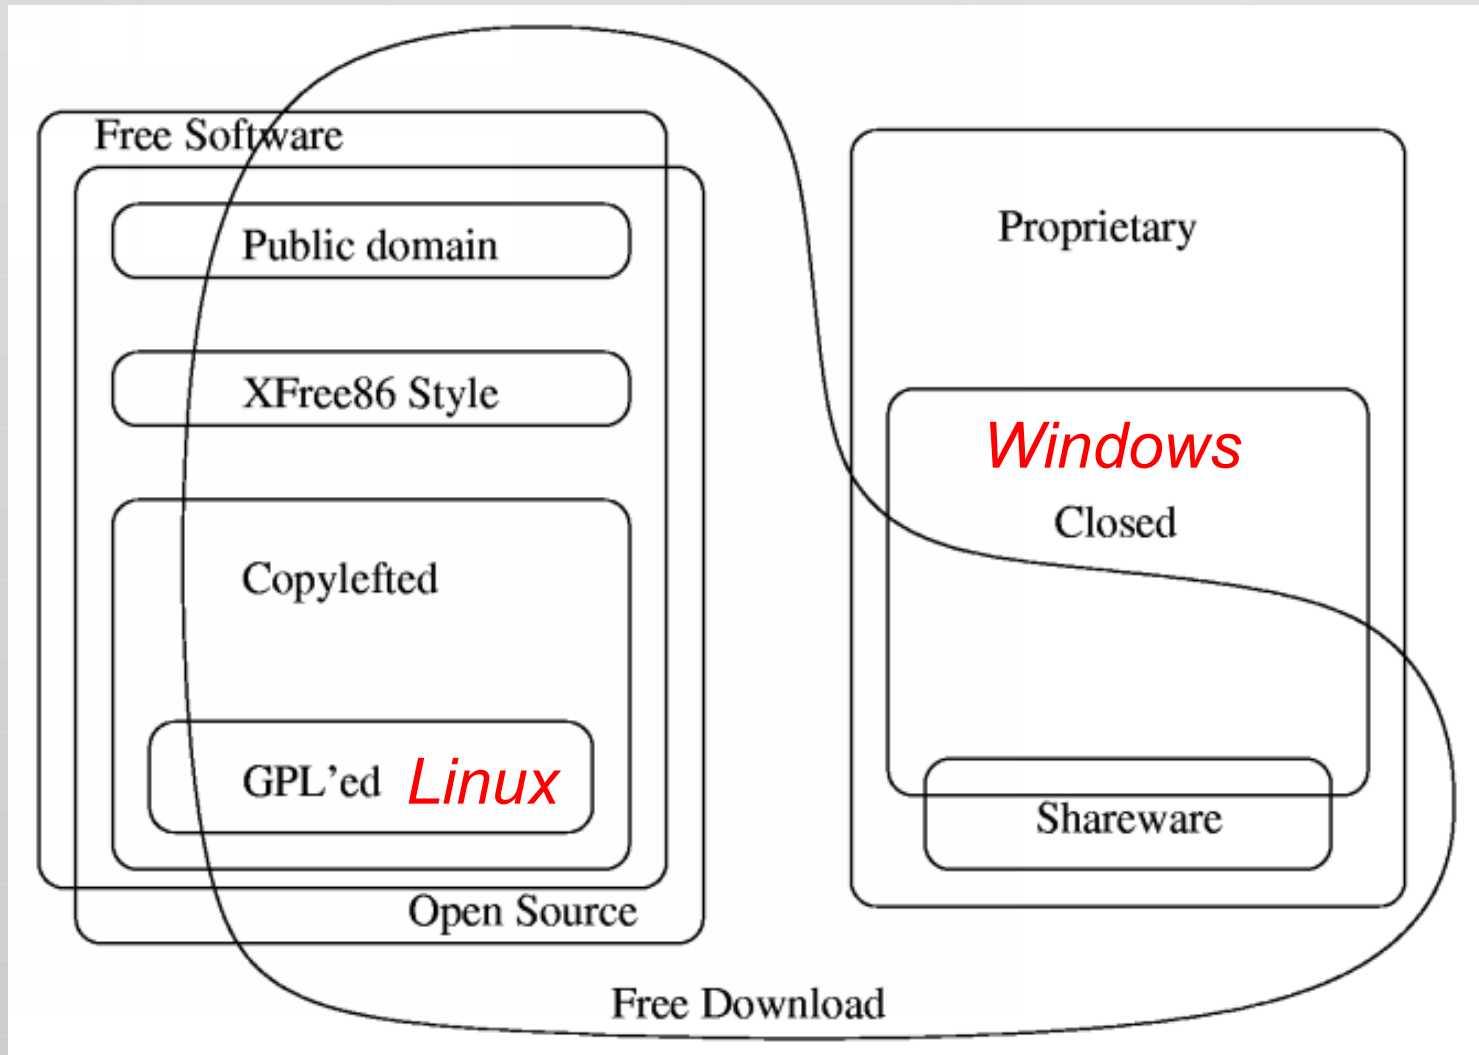 Free Software
Public domain
XFree86 Style
Copylefted
GPL'ed Linux
Open Source
Proprietary
Windows
Closed
Shareware
Free Download